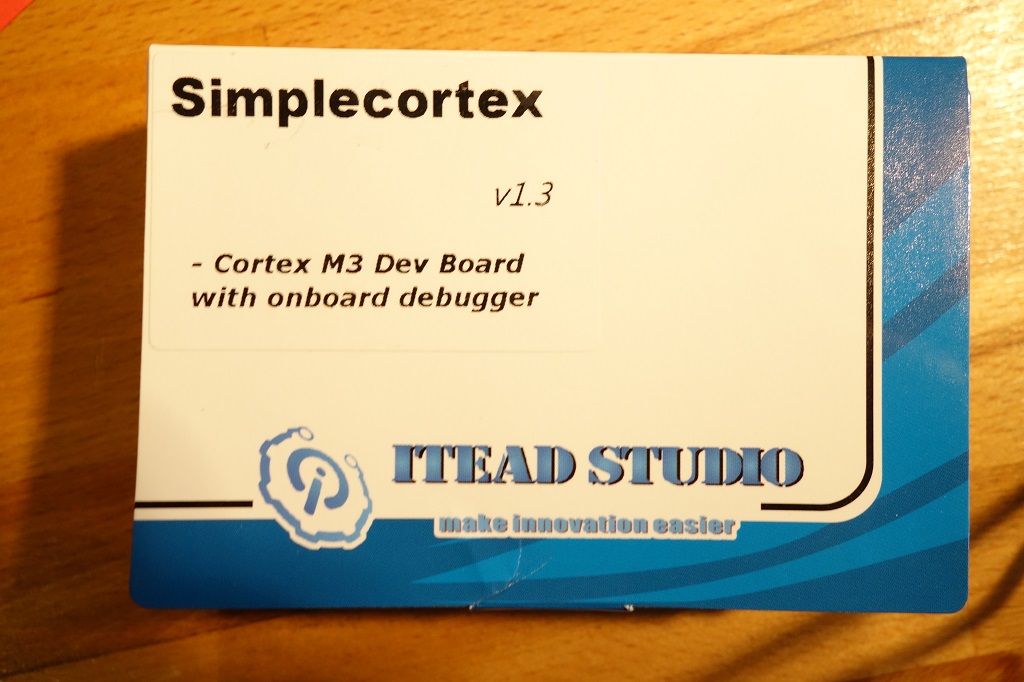 Simplecortex
v1.3
- Cortex M3 Dev Board
with onboard debugger
ITEAD STUDIO
make innovation easier